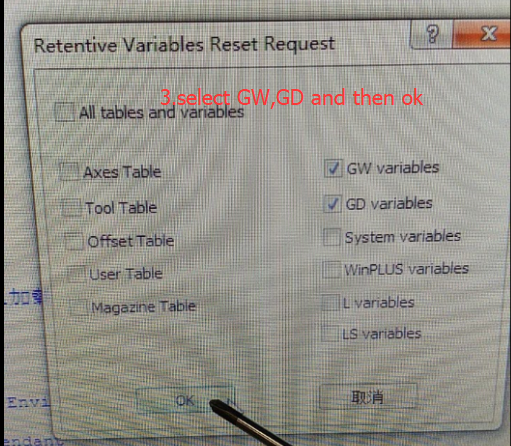 Retentive Variables Reset Request
3,select GW,GD and then ok
All tables and variables
Axes Table
GW variables
Tool Table
GD variables
Offset Table
System variables
User Table
WinPLUS variables
Magazine Table
L variables
LS variables
OK
取消
加载
Envi
endant